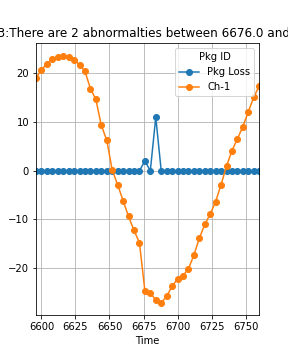 3:There are 2 abnormalties between 6676.0 and
Pkg ID
Pkg Loss
Ch-1
20
10
0
−10
−20
6600 6625 6650 6675 6700 6725 6750
Time